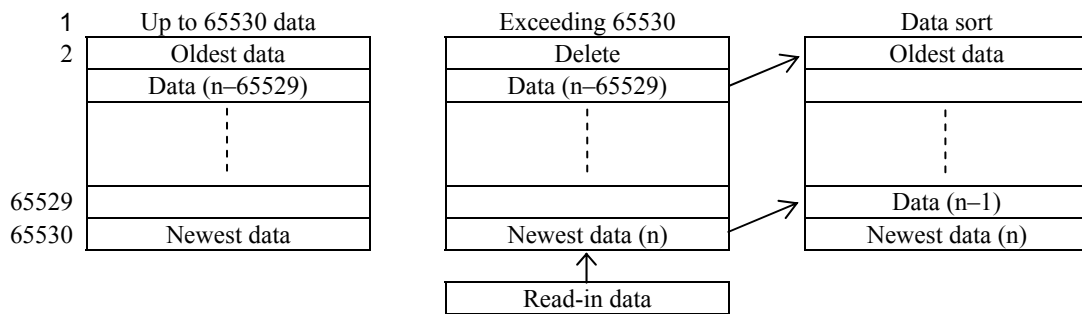 1 Up to 65530 data Exceeding 65530 Data sort
2 Oldest data Delete Oldest data
Data (n–65529) Data (n–65529)
65529 Data (n–1)
65530 Newest data Newest data (n) Newest data (n)
Read-in data